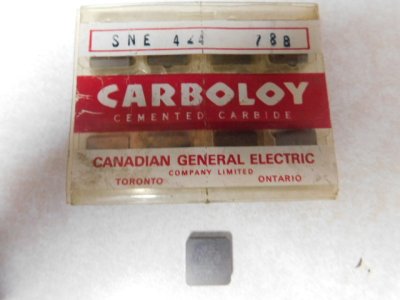 SNE 424 788
CARBOLOY
CEMENTED CARBIDE
CANADIAN GENERAL ELECTRIC
COMPANY LIMITED
TORONTO ONTARIO